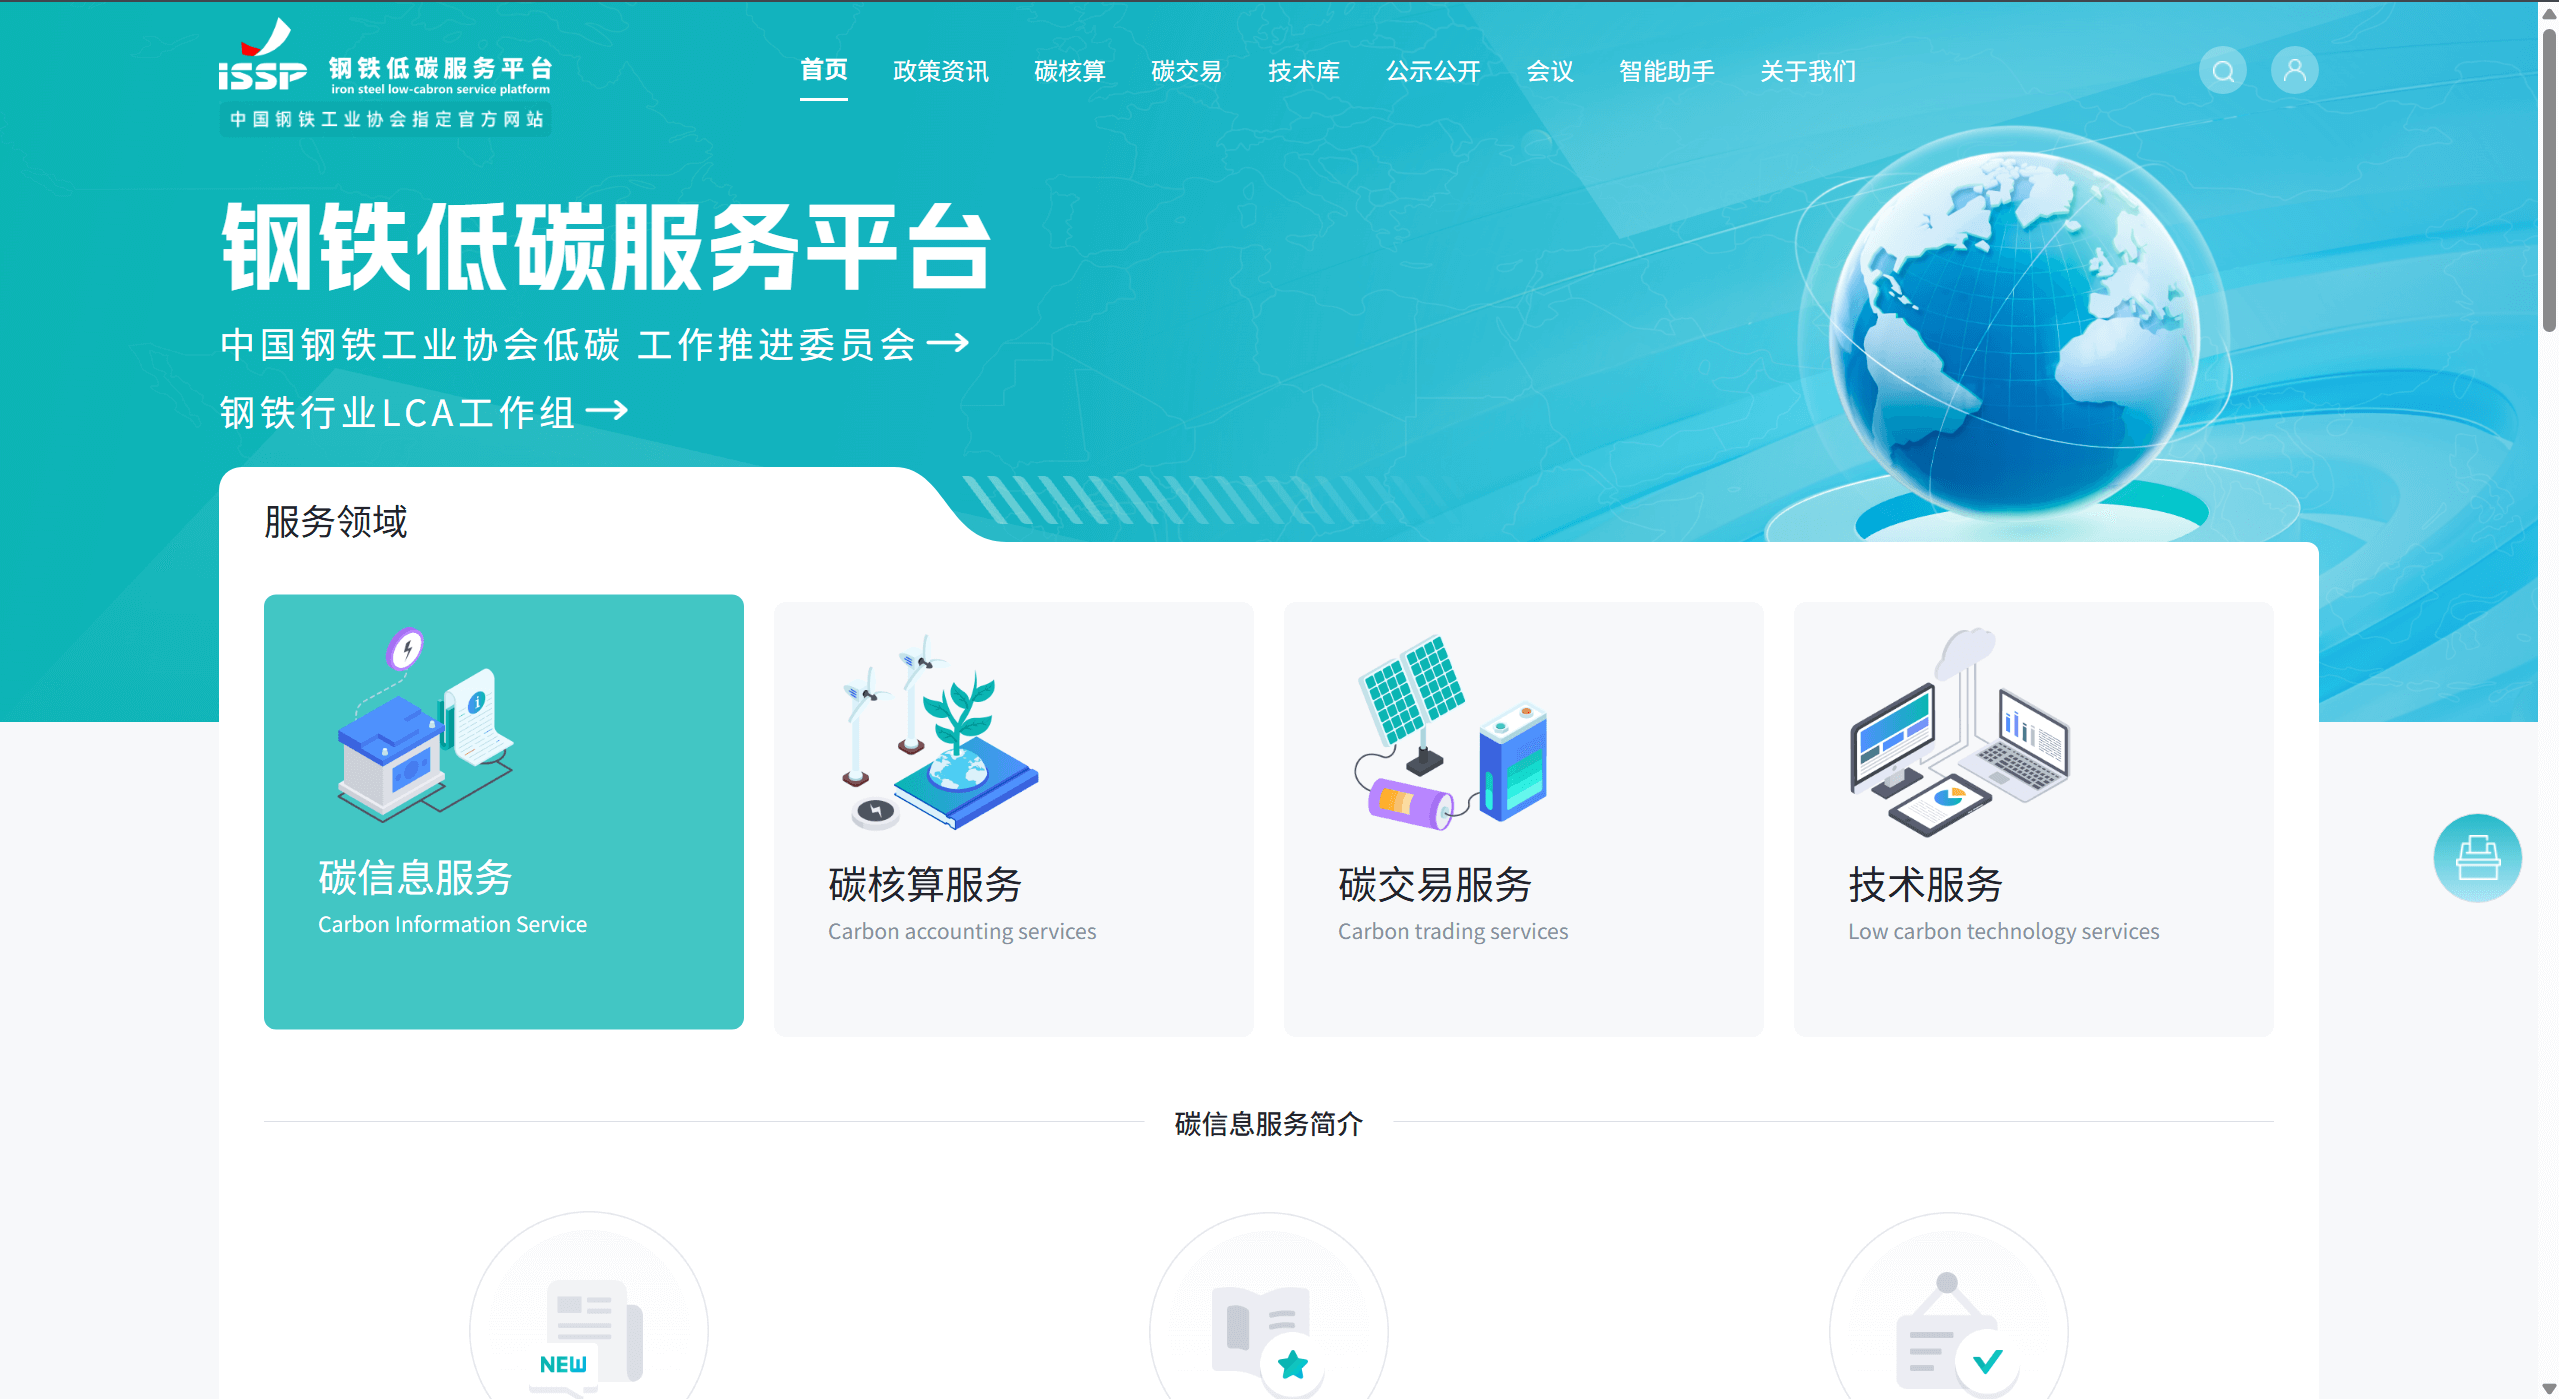 iSSP 钢铁低碳服务平台
iron steel low-cabron service platform
中国钢铁工业协会指定官方网站
首页 政策资讯 碳核算 碳交易 技术库 公示公开 会议 智能助手 关于我们
钢铁低碳服务平台
中国钢铁工业协会低碳 工作推进委员会
钢铁行业LCA工作组
服务领域
碳信息服务
Carbon Information Service
碳核算服务
Carbon accounting services
碳交易服务
Carbon trading services
技术服务
Low carbon technology services
碳信息服务简介
NEW